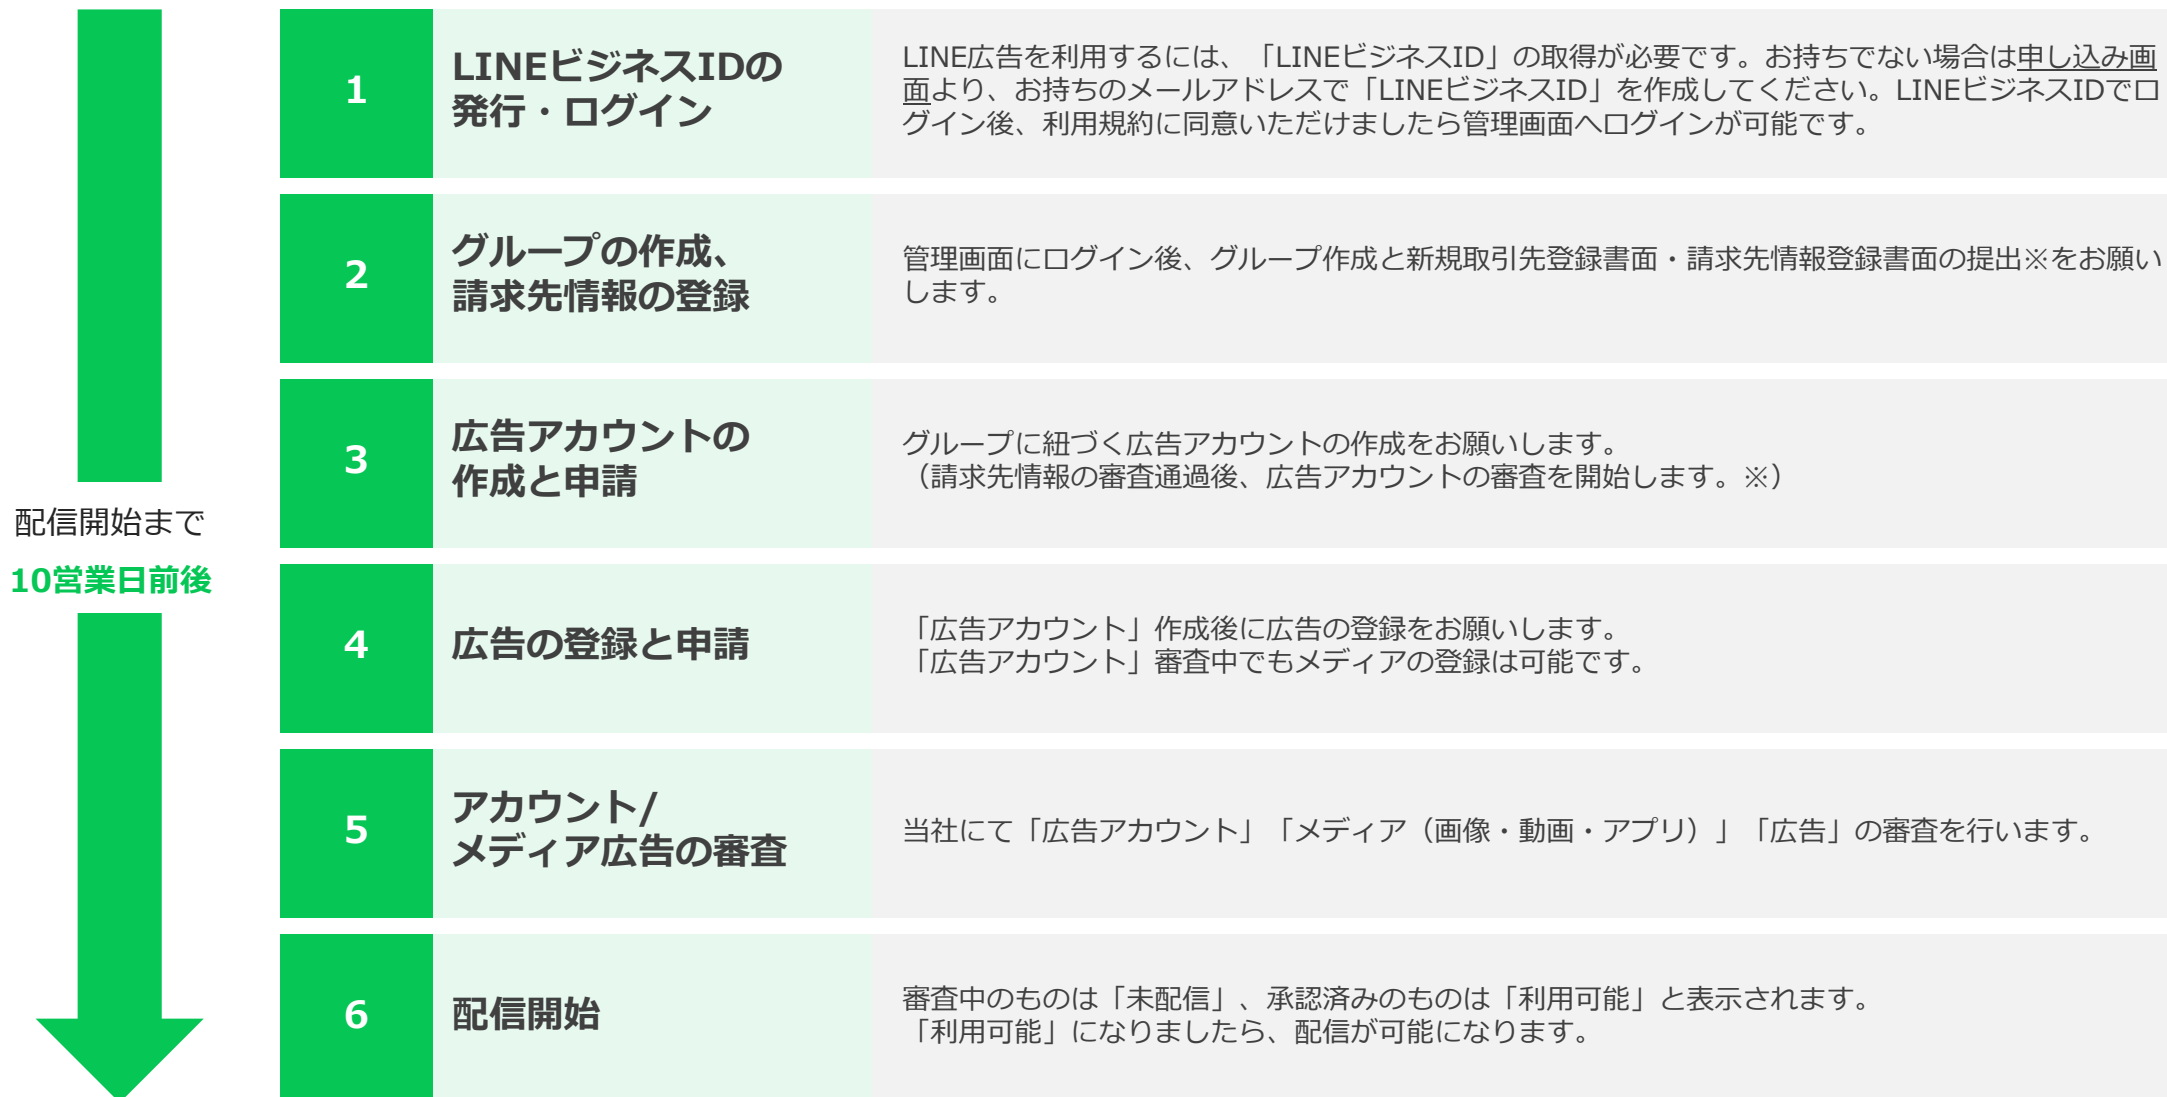 配信開始まで
10営業日前後
1
LINEビジネスIDの
発行・ログイン
LINE広告を利用するには、「LINEビジネスID」の取得が必要です。お持ちでない場合は申し込み画
面より、お持ちのメールアドレスで「LINEビジネスID」を作成してください。LINEビジネスIDでロ
グイン後、利用規約に同意いただけましたら管理画面へログインが可能です。
2
グループの作成、
請求先情報の登録
管理画面にログイン後、グループ作成と新規取引先登録書面・請求先情報登録書面の提出※をお願い
します。
3
広告アカウントの
作成と申請
グループに紐づく広告アカウントの作成をお願いします。
（請求先情報の審査通過後、広告アカウントの審査を開始します。※）
4
広告の登録と申請
「広告アカウント」作成後に広告の登録をお願いします。
「広告アカウント」審査中でもメディアの登録は可能です。
5
アカウント/
メディア広告の審査
当社にて「広告アカウント」「メディア（画像・動画・アプリ）」「広告」の審査を行います。
6
配信開始
審査中のものは「未配信」、承認済みのものは「利用可能」と表示されます。
「利用可能」になりましたら、配信が可能になります。